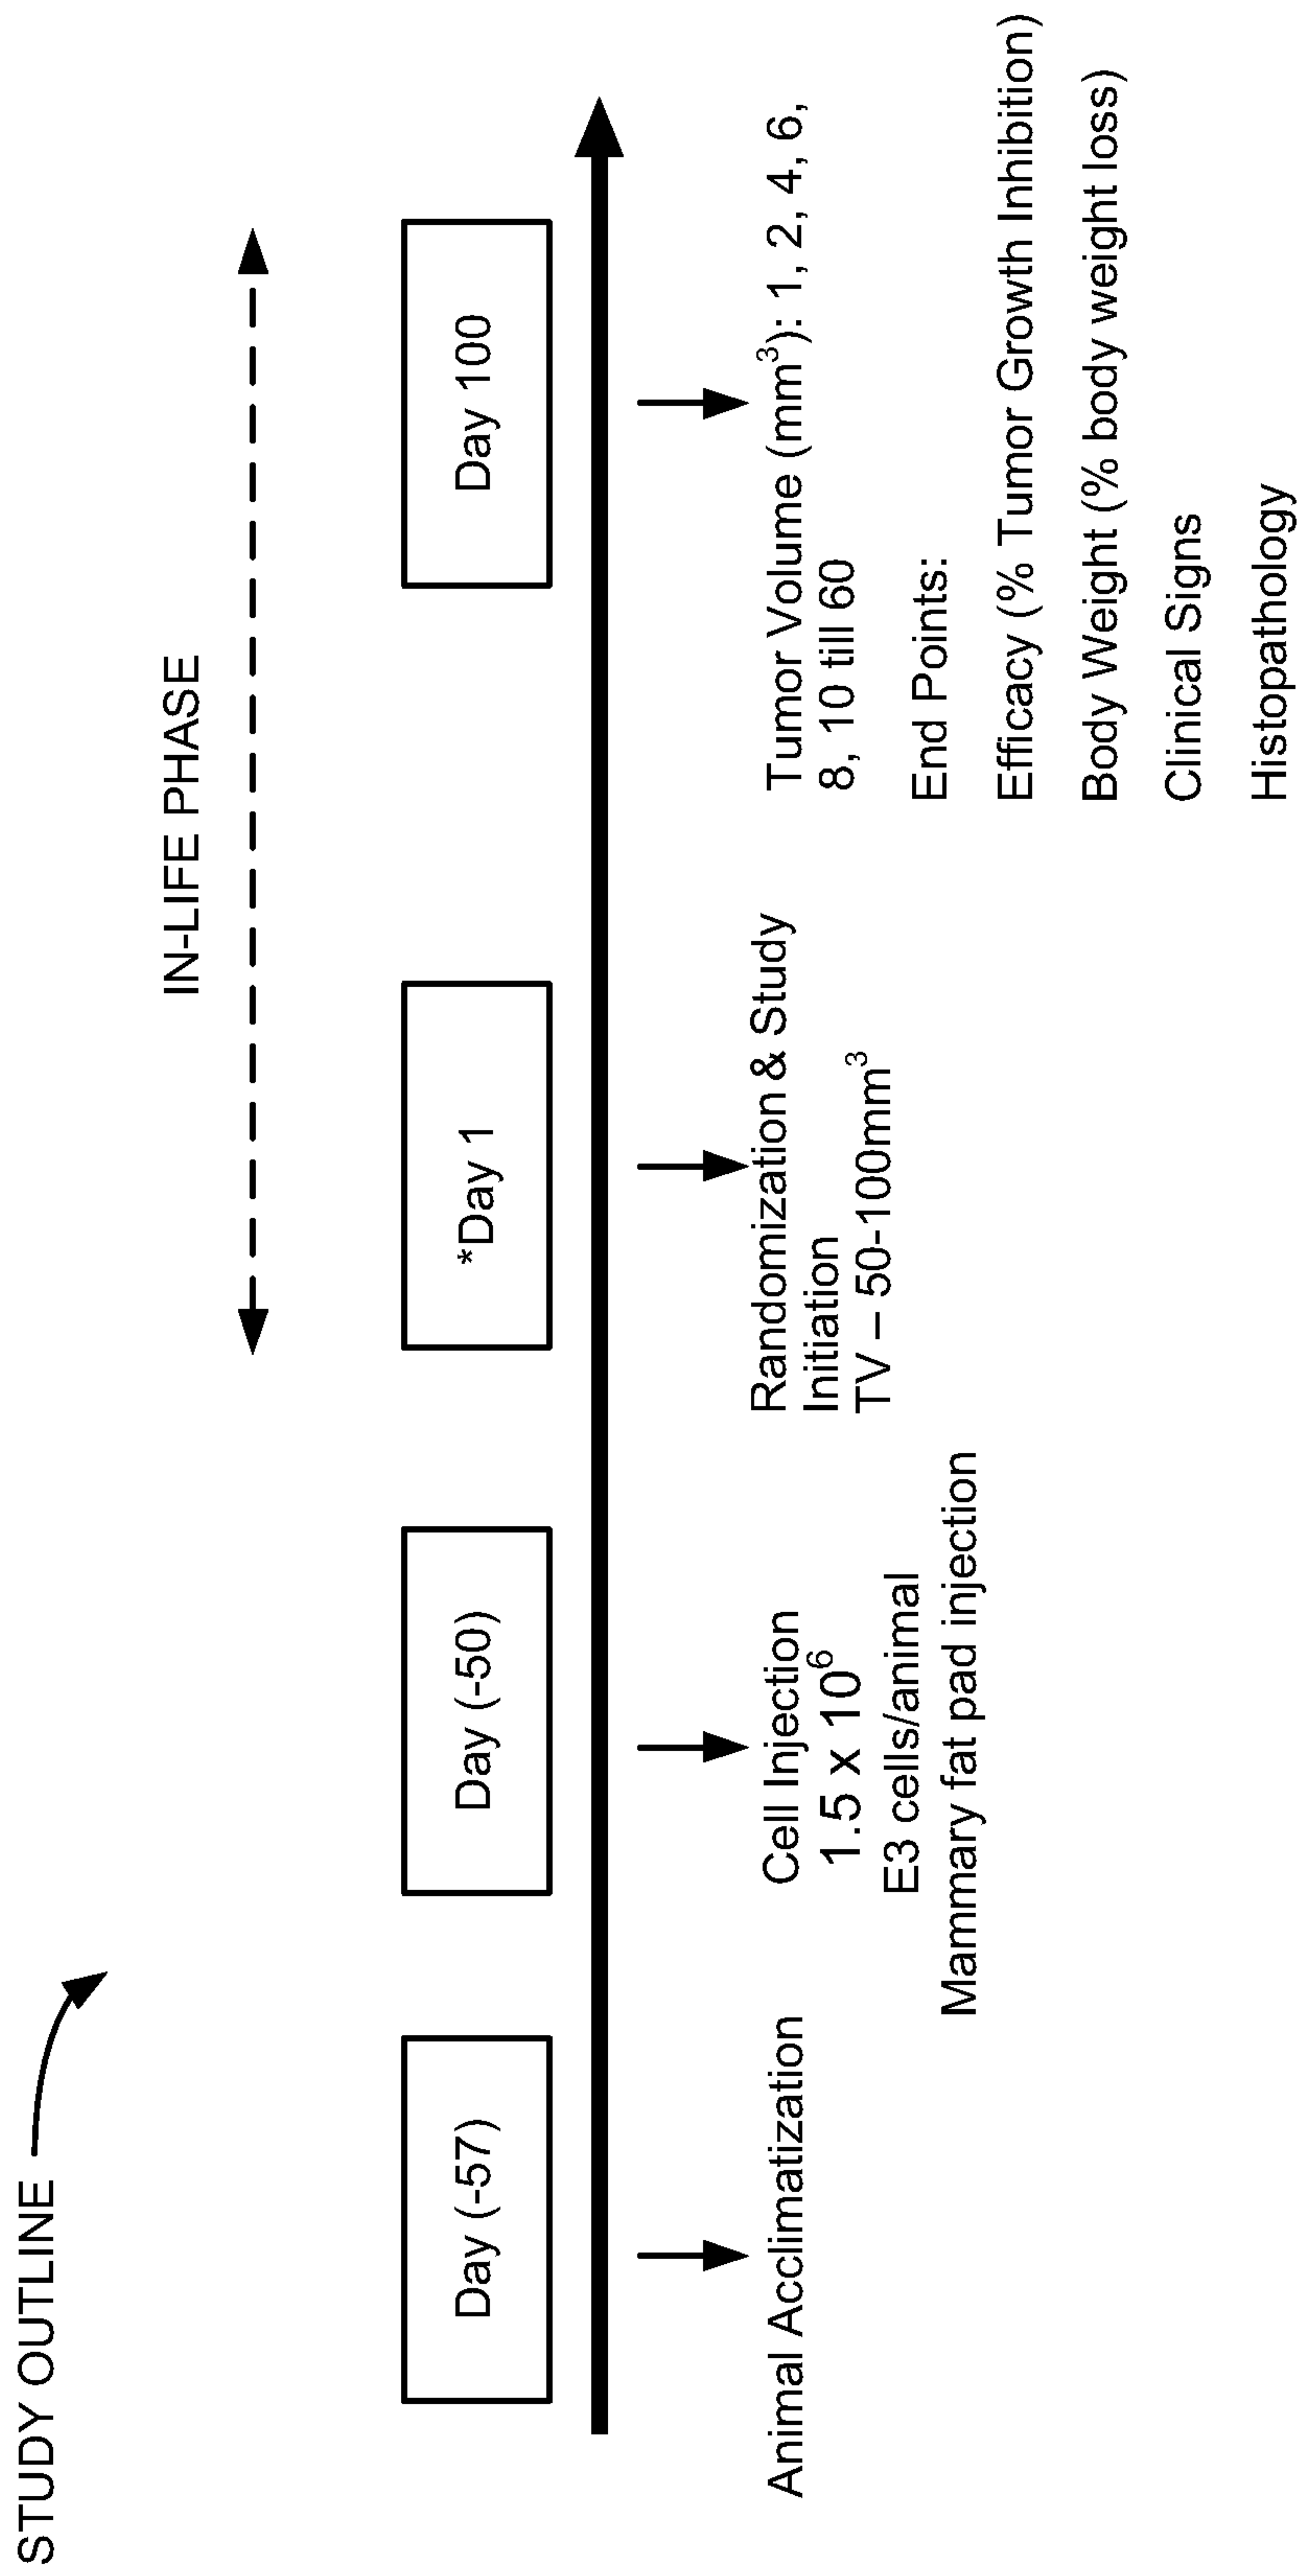 STUDY OUTLINE
IN-LIFE PHASE
Day (-57)
Day (-50)
*Day 1
Day 100
Animal Acclimatization
Cell Injection
1.5 x 10⁶
E3 cells/animal
Mammary fat pad injection
Randomization & Study
Initiation
TV – 50-100mm³
Tumor Volume (mm³): 1, 2, 4, 6,
8, 10 till 60
End Points:
Efficacy (% Tumor Growth Inhibition)
Body Weight (% body weight loss)
Clinical Signs
Histopathology